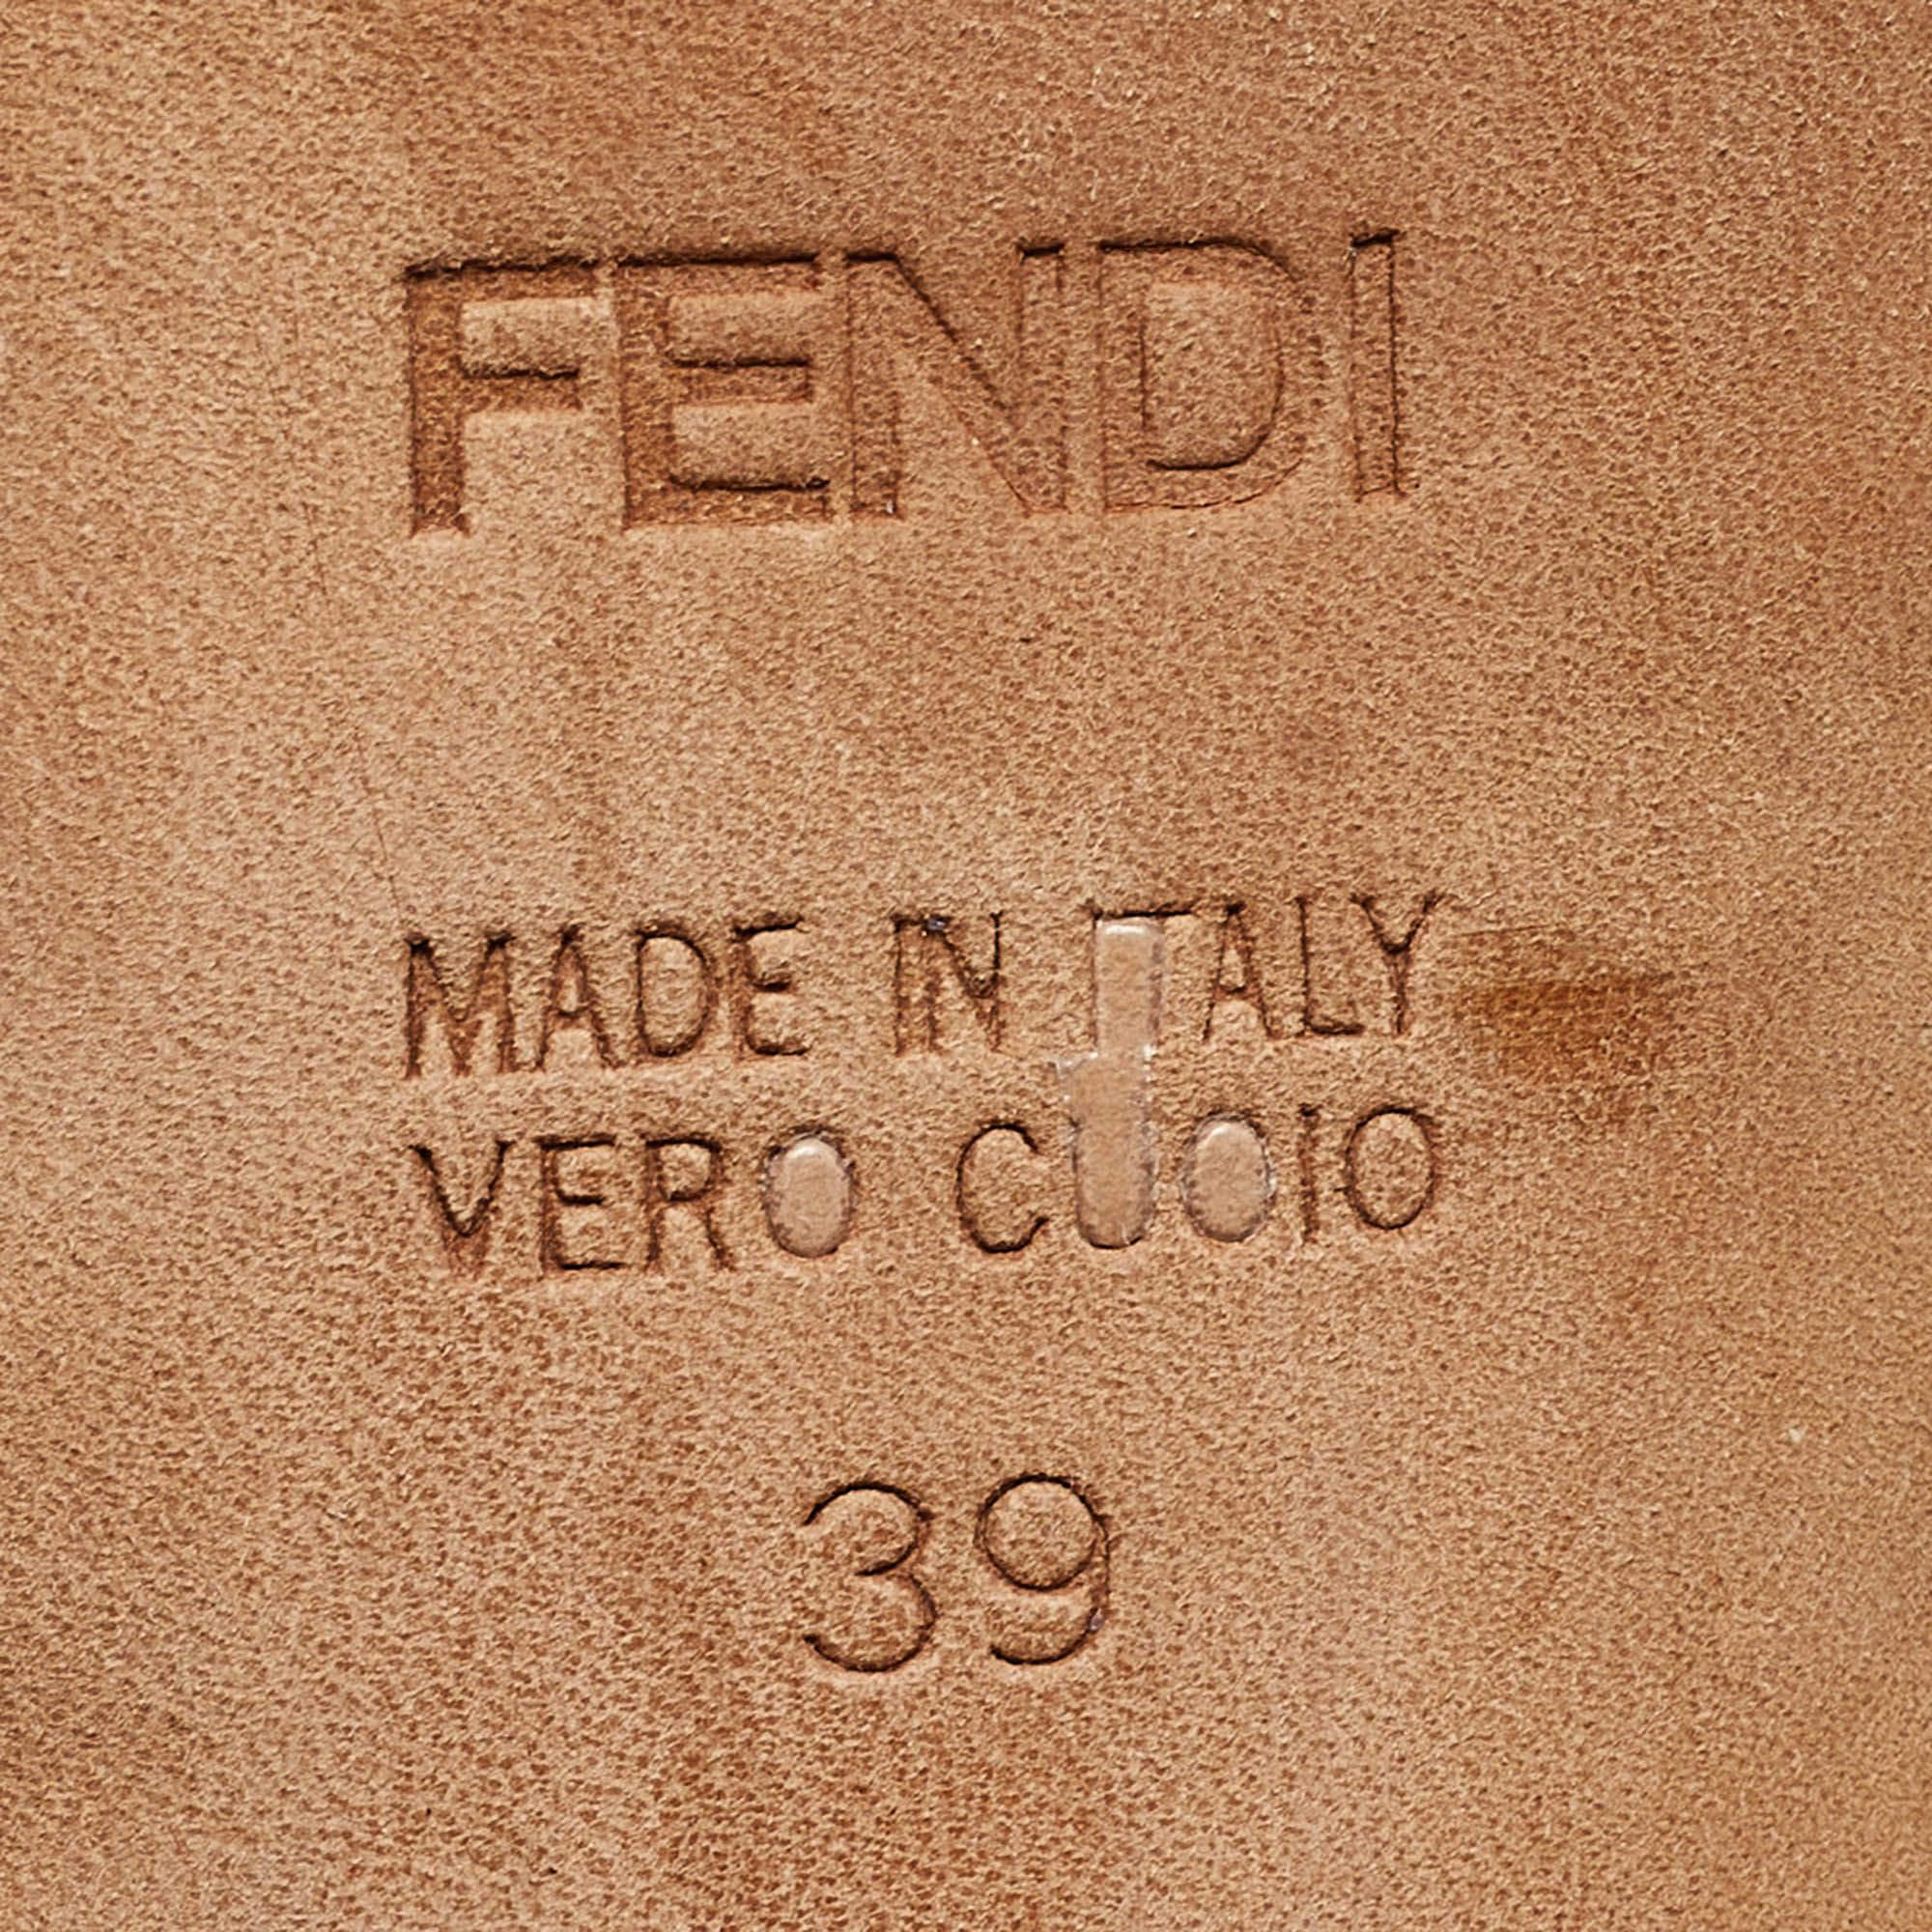 FENDI
MADE IN ITALY
VERO CUOIO
39